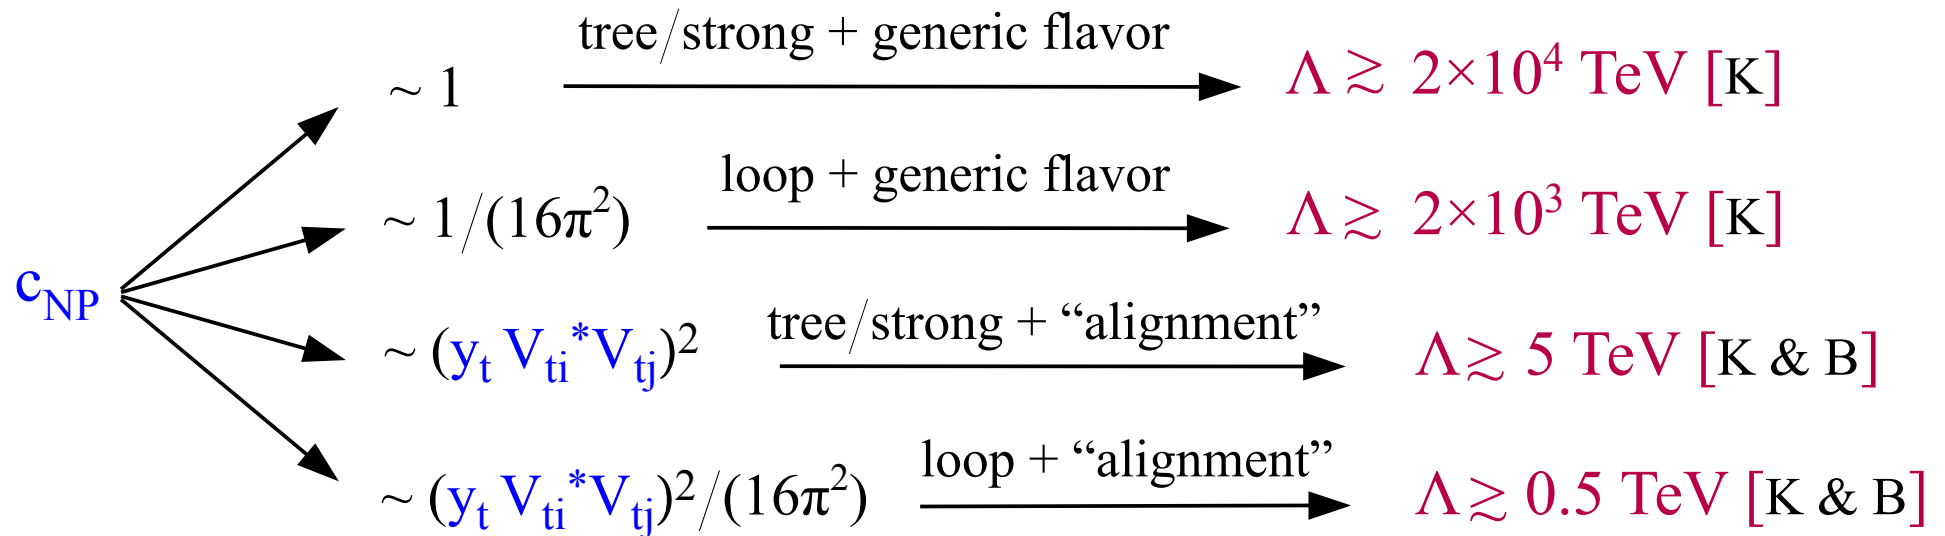 tree/strong + generic flavor
~ 1 Λ ≳ 2×10⁴ TeV [K]
loop + generic flavor
~ 1/(16π²) Λ ≳ 2×10³ TeV [K]
c_NP
tree/strong + “alignment”
~ (y_t V_ti* V_tj)² Λ ≳ 5 TeV [K & B]
loop + “alignment”
~ (y_t V_ti* V_tj)²/(16π²) Λ ≳ 0.5 TeV [K & B]